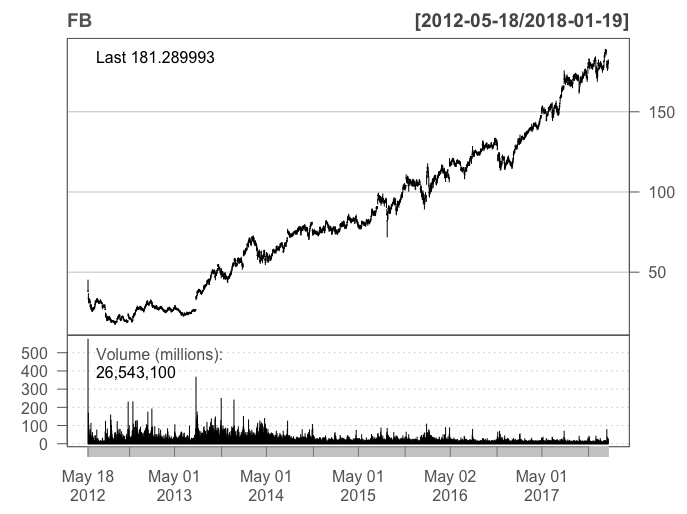 FB [2012-05-18/2018-01-19]
Last 181.289993
150
100
50
Volume (millions):
26,543,100
500
400
300
200
100
0
May 18 May 01 May 01 May 01 May 02 May 01
2012 2013 2014 2015 2016 2017